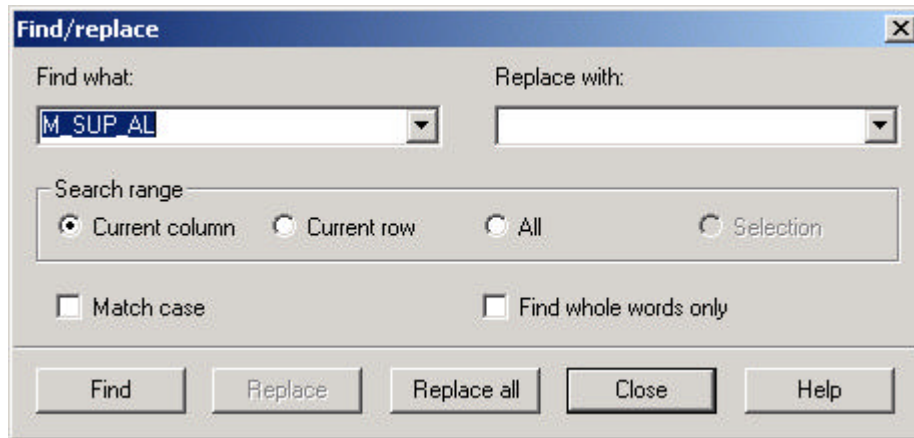 Find/replace
Find what: Replace with:
M_SUP_AL
Search range
Current column Current row All Selection
Match case Find whole words only
Find Replace Replace all Close Help